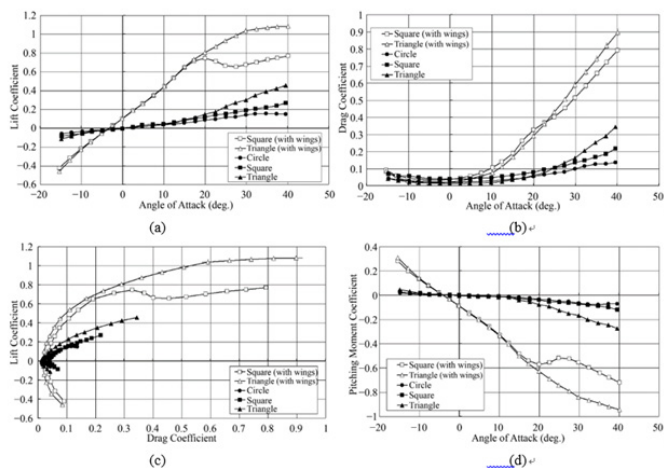 Lift Coefficient
1.2
1
0.8
0.6
0.4
0.2
0
−0.2
−0.4
−0.6
Square (with wings)
Triangle (with wings)
Circle
Square
Triangle
−20 −10 0 10 20 30 40 50
Angle of Attack (deg.)
(a)
Drag Coefficient
1
0.9
0.8
0.7
0.6
0.5
0.4
0.3
0.2
0.1
0
Square (with wings)
Triangle (with wings)
Circle
Square
Triangle
−20 −10 0 10 20 30 40 50
Angle of Attack (deg.)
(b)
Lift Coefficient
1.2
1
0.8
0.6
0.4
0.2
0
−0.2
−0.4
−0.6
Square (with wings)
Triangle (with wings)
Circle
Square
Triangle
0 0.1 0.2 0.3 0.4 0.5 0.6 0.7 0.8 0.9 1
Drag Coefficient
(c)
Pitching Moment Coefficient
0.4
0.2
0
−0.2
−0.4
−0.6
−0.8
−1
Square (with wings)
Triangle (with wings)
Circle
Square
Triangle
−20 −10 0 10 20 30 40 50
Angle of Attack (deg.)
(d)